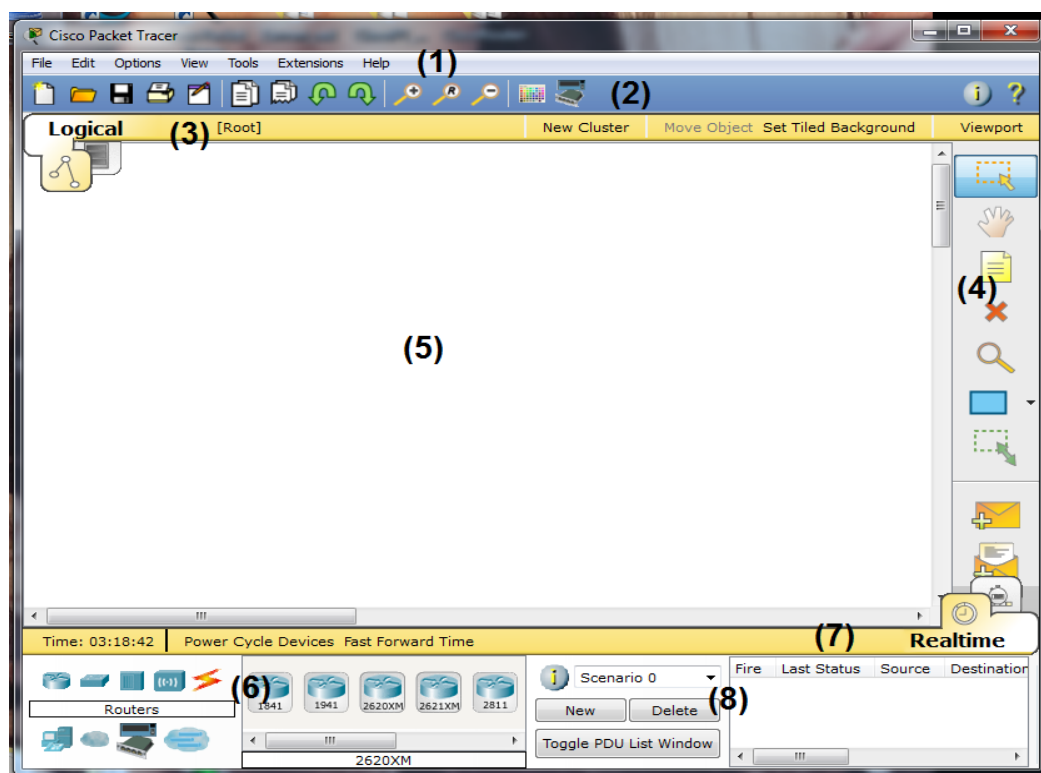 Cisco Packet Tracer
File Edit Options View Tools Extensions Help (1)
R (2) i ?
Logical (3) [Root] New Cluster Move Object Set Tiled Background Viewport
(4)
(5)
(7)
Time: 03:18:42 Power Cycle Devices Fast Forward Time Realtime
(6)
Routers
1841 1941 2620XM 2621XM 2811
2620XM
i Scenario 0
New Delete (8)
Toggle PDU List Window
Fire Last Status Source Destination